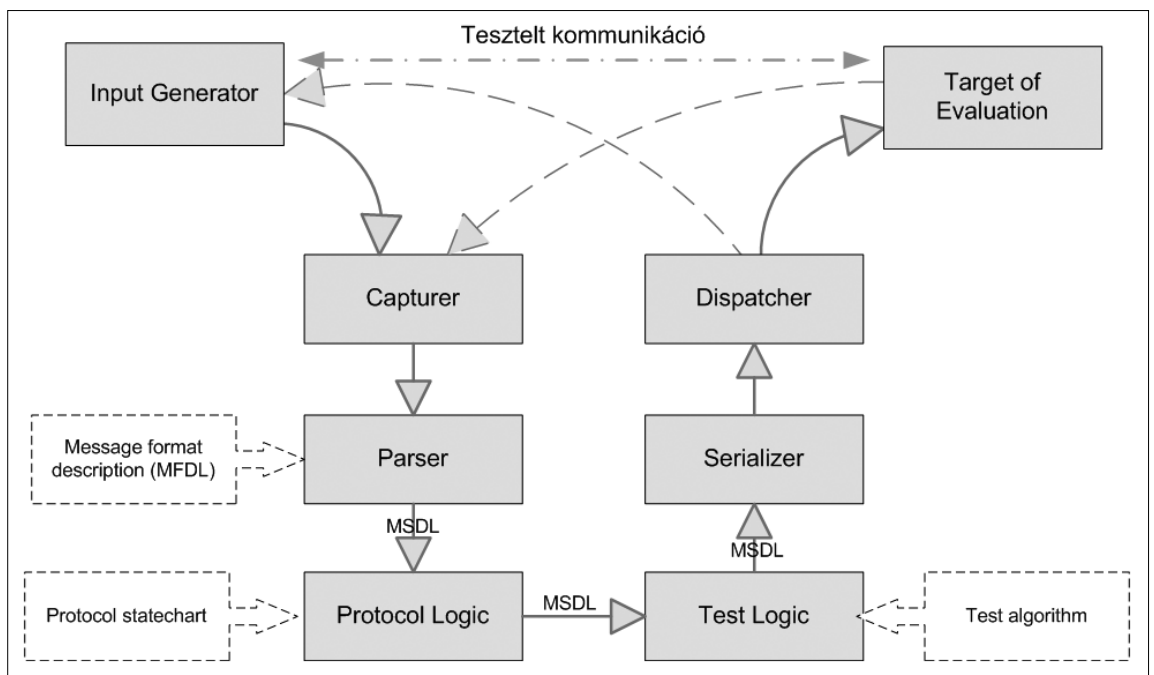 Tesztelt kommunikáció
Input Generator
Target of
Evaluation
Capturer
Dispatcher
Message format
description (MFDL)
Parser
Serializer
MSDL
MSDL
Protocol statechart
Protocol Logic
MSDL
Test Logic
Test algorithm